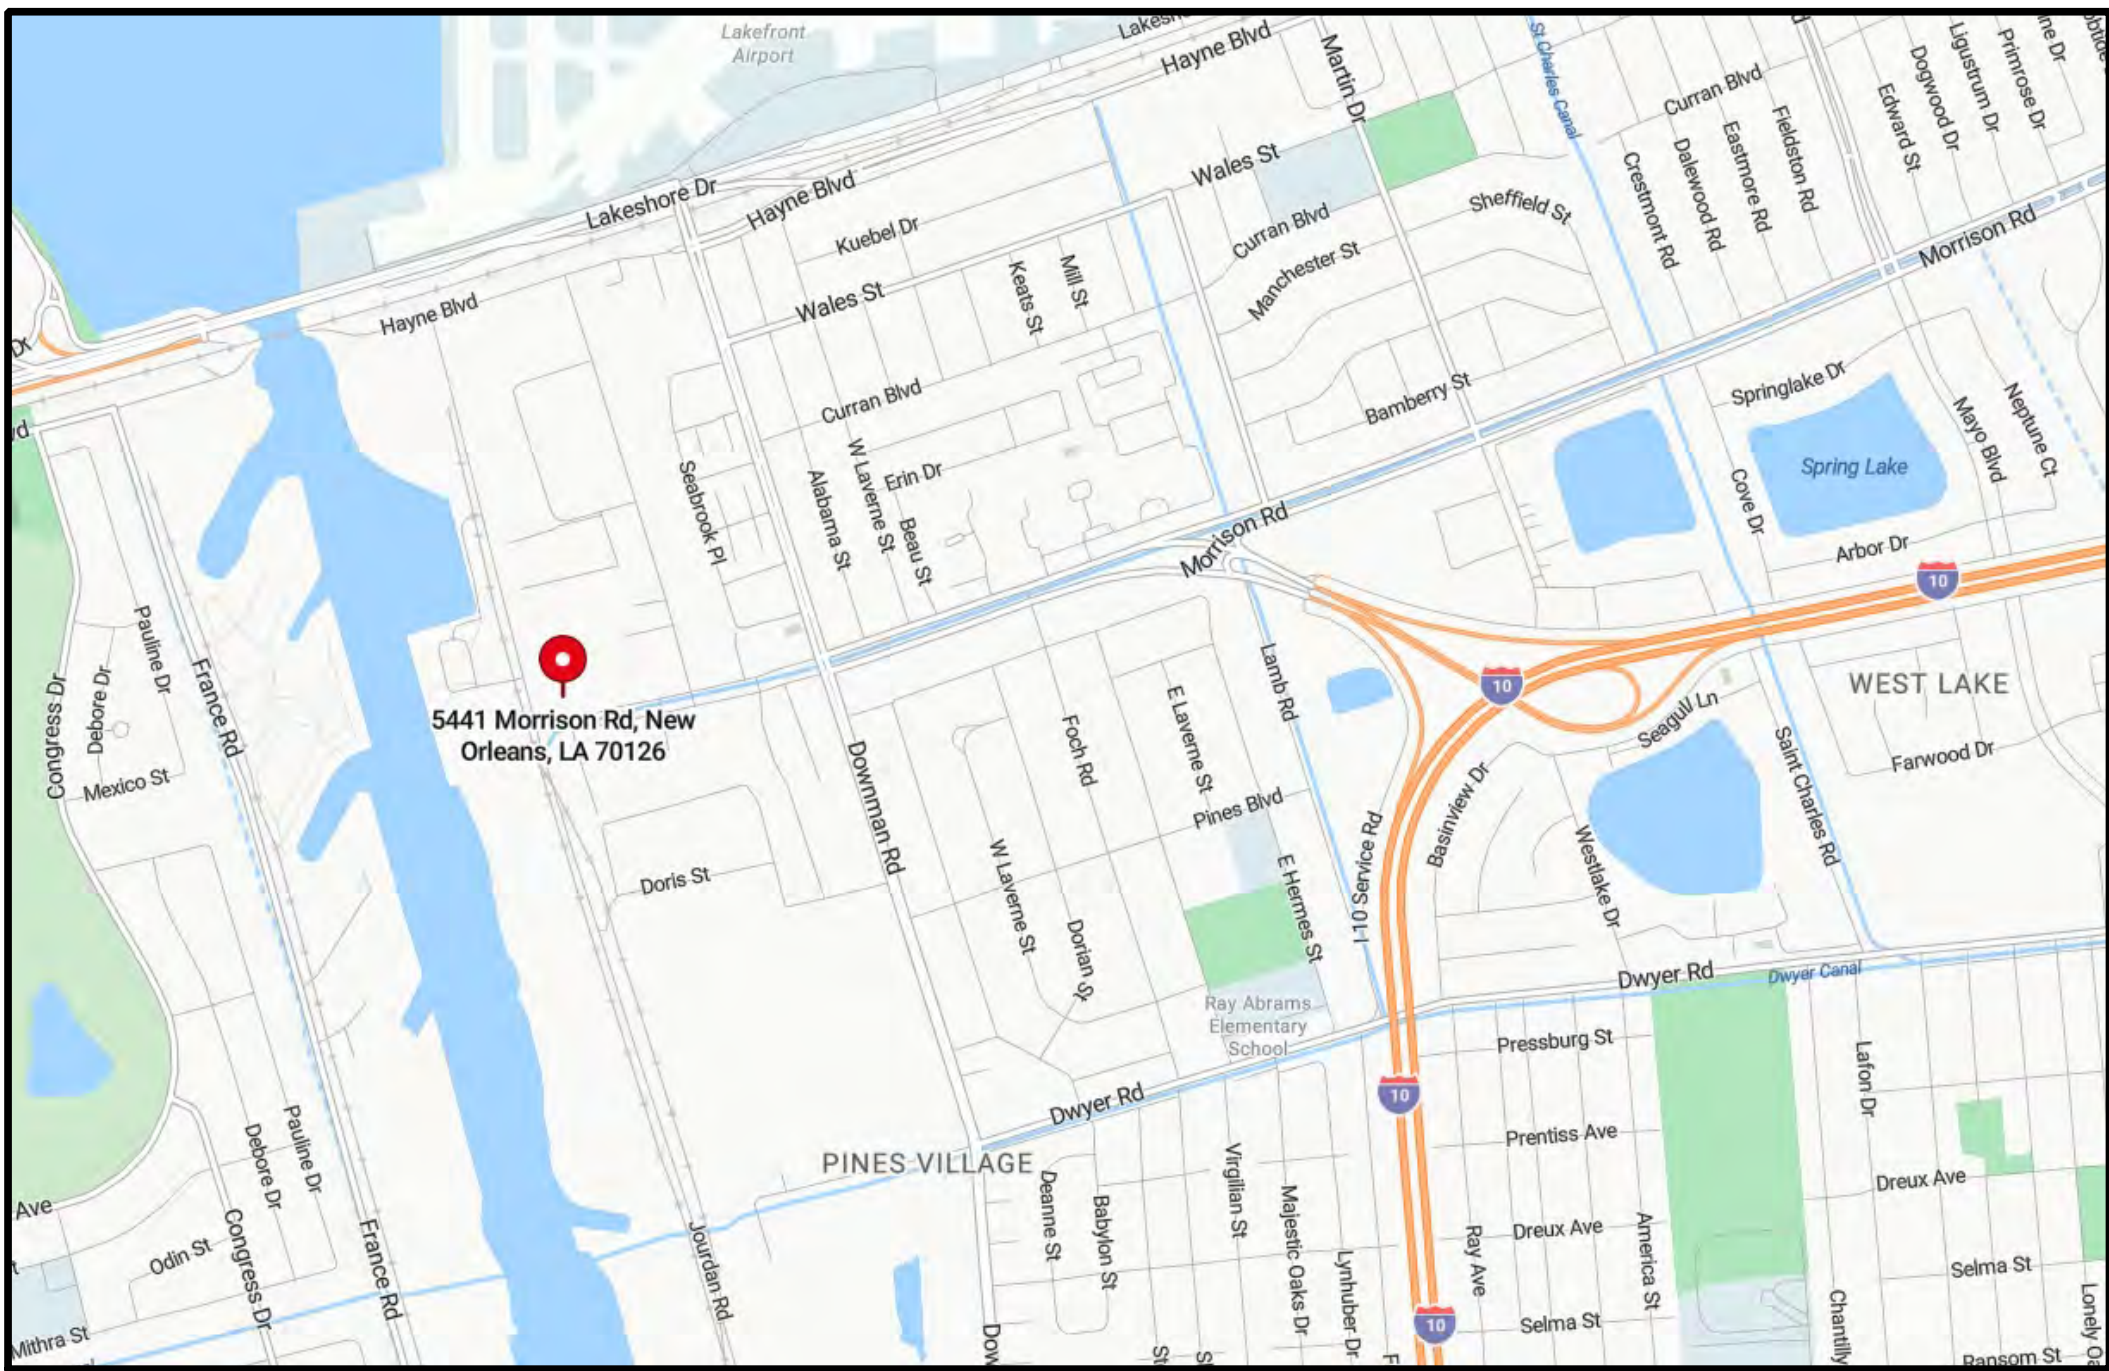 Lakefront
Airport
Hayne Blvd
Martin Dr
St Charles Canal
Curran Blvd
Ligustrum Dr
Primrose Dr
Dogwood Dr
Edward St
Fieldston Rd
Eastmore Rd
Dalewood Rd
Crestmont Rd
Wales St
Lakeshore Dr
Hayne Blvd
Kuebel Dr
Curran Blvd
Sheffield St
Morrison Rd
Manchester St
Mill St
Keats St
Wales St
Hayne Blvd
Bamberry St
Springlake Dr
Curran Blvd
Mayo Blvd
Neptune Ct
Spring Lake
Cove Dr
Erin Dr
W Laverne St
Alabama St
Beau St
Seabrook Pl
Morrison Rd
Arbor Dr
10
Pauline Dr
Debore Dr
Congress Dr
France Rd
Mexico St
5441 Morrison Rd, New
Orleans, LA 70126
Lamb Rd
10
WEST LAKE
Seagull Ln
Farwood Dr
Saint Charles Rd
E Laverne St
Foch Rd
Downman Rd
Pines Blvd
I-10 Service Rd
Basinview Dr
Westlake Dr
Doris St
W Laverne St
Dorian St
E Hermes St
Dwyer Rd
Dwyer Canal
Ray Abrams
Elementary
School
Pressburg St
Lafon Dr
10
Dwyer Rd
Prentiss Ave
PINES VILLAGE
Pauline Dr
Debore Dr
Ave
Congress Dr
Odin St
France Rd
Mithra St
Jourdan Rd
Deanne St
Babylon St
Virgilian St
Majestic Oaks Dr
Lynhuber Dr
Ray Ave
Dreux Ave
Dreux Ave
America St
Selma St
Selma St
10
Chantilly
Ransom St